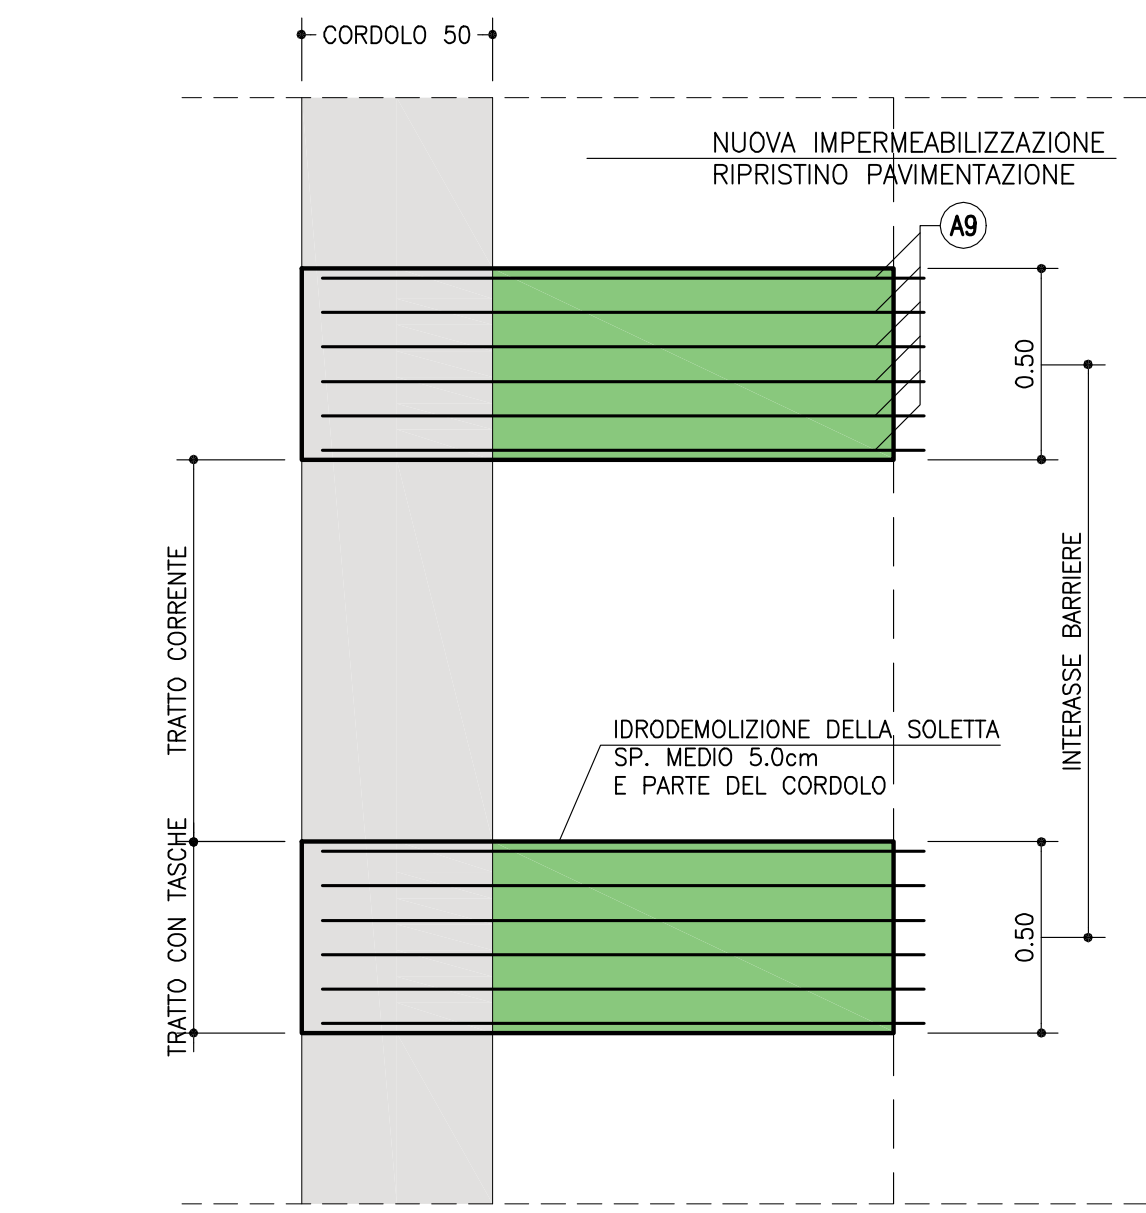 CORDOLO 50
NUOVA IMPERMEABILIZZAZIONE
RIPRISTINO PAVIMENTAZIONE
A9
0.50
TRATTO CORRENTE
INTERASSE BARRIERE
IDRODEMOLIZIONE DELLA SOLETTA
SP. MEDIO 5.0cm
E PARTE DEL CORDOLO
TRATTO CON TASCHE
0.50